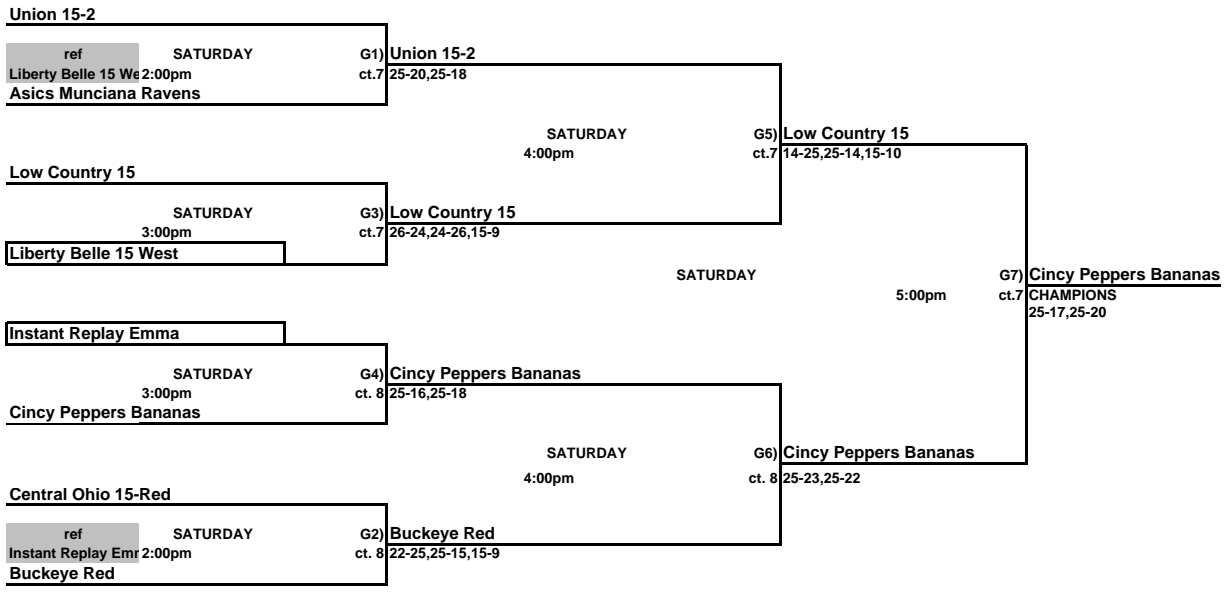 Union 15-2
ref SATURDAY G1) Union 15-2
Liberty Belle 15 We 2:00pm ct.7 25-20,25-18
Asics Munciana Ravens
SATURDAY G5) Low Country 15
4:00pm ct.7 14-25,25-14,15-10
Low Country 15
SATURDAY G3) Low Country 15
3:00pm ct.7 26-24,24-26,15-9
Liberty Belle 15 West
SATURDAY G7) Cincy Peppers Bananas
5:00pm ct.7 CHAMPIONS
25-17,25-20
Instant Replay Emma
SATURDAY G4) Cincy Peppers Bananas
3:00pm ct. 8 25-16,25-18
Cincy Peppers Bananas
SATURDAY G6) Cincy Peppers Bananas
4:00pm ct. 8 25-23,25-22
Central Ohio 15-Red
ref SATURDAY G2) Buckeye Red
Instant Replay Emr 2:00pm ct. 8 22-25,25-15,15-9
Buckeye Red